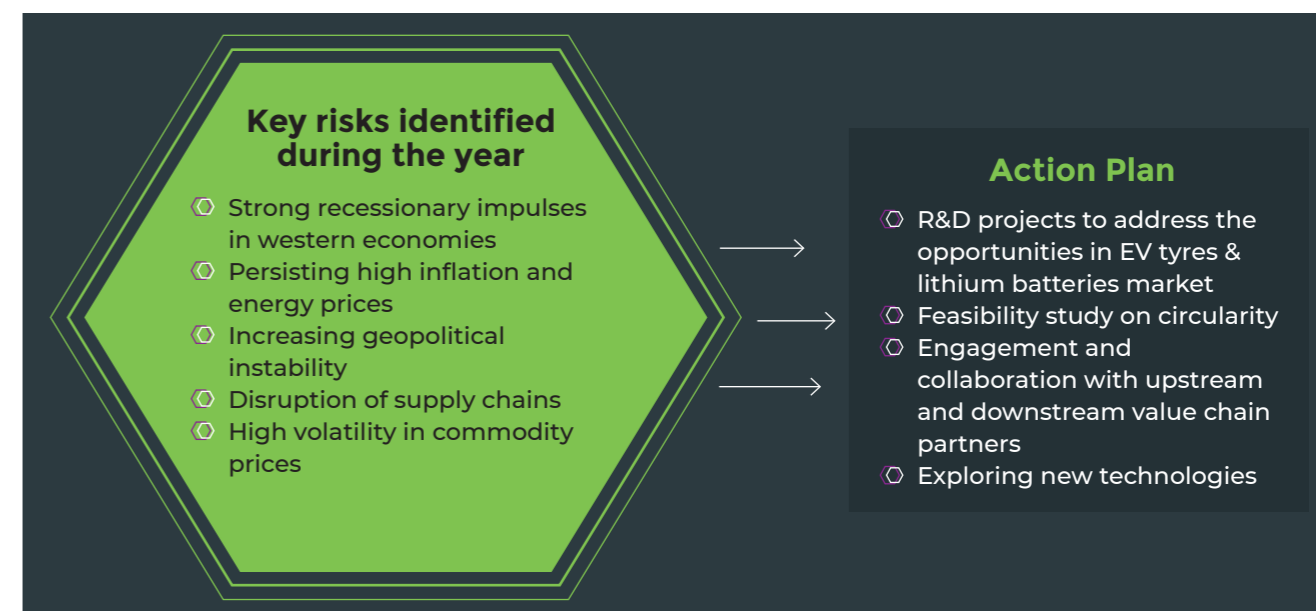 Key risks identified
during the year
Strong recessionary impulses
in western economies
Persisting high inflation and
energy prices
Increasing geopolitical
instability
Disruption of supply chains
High volatility in commodity
prices
Action Plan
R&D projects to address the
opportunities in EV tyres &
lithium batteries market
Feasibility study on circularity
Engagement and
collaboration with upstream
and downstream value chain
partners
Exploring new technologies